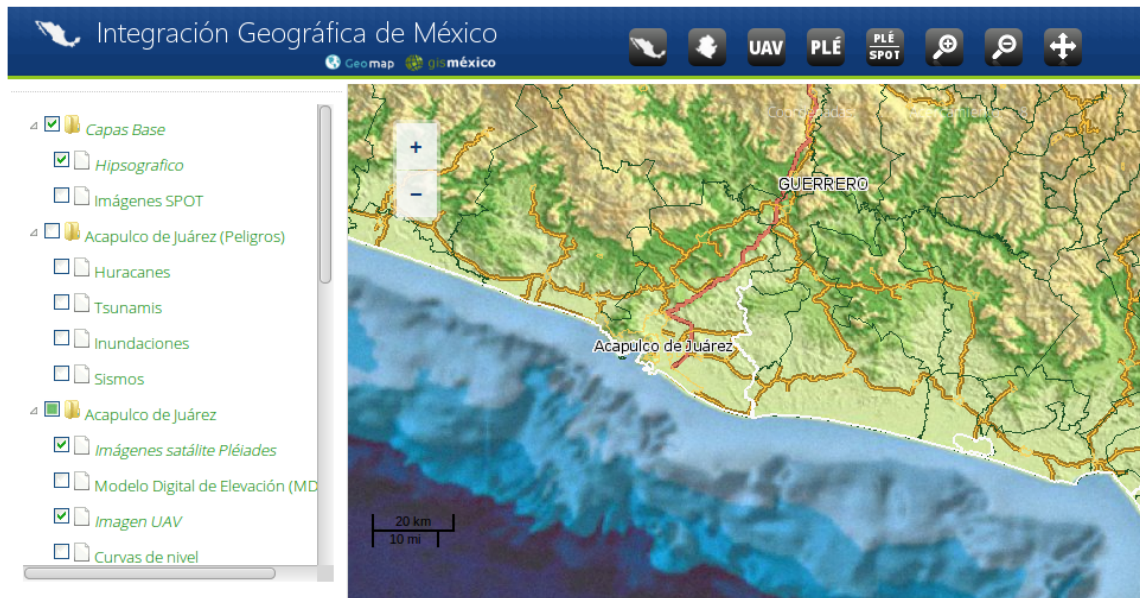 Integración Geográfica de México
Geomap gisméxico
UAV
PLÉ
PLÉ
SPOT
Capas Base
Hipsografico
Imágenes SPOT
Acapulco de Juárez (Peligros)
Huracanes
Tsunamis
Inundaciones
Sismos
Acapulco de Juárez
Imágenes satálite Pléiades
Modelo Digital de Elevación (MD
Imagen UAV
Curvas de nivel
+
−
GUERRERO
Acapulco de Juárez
20 km
10 mi